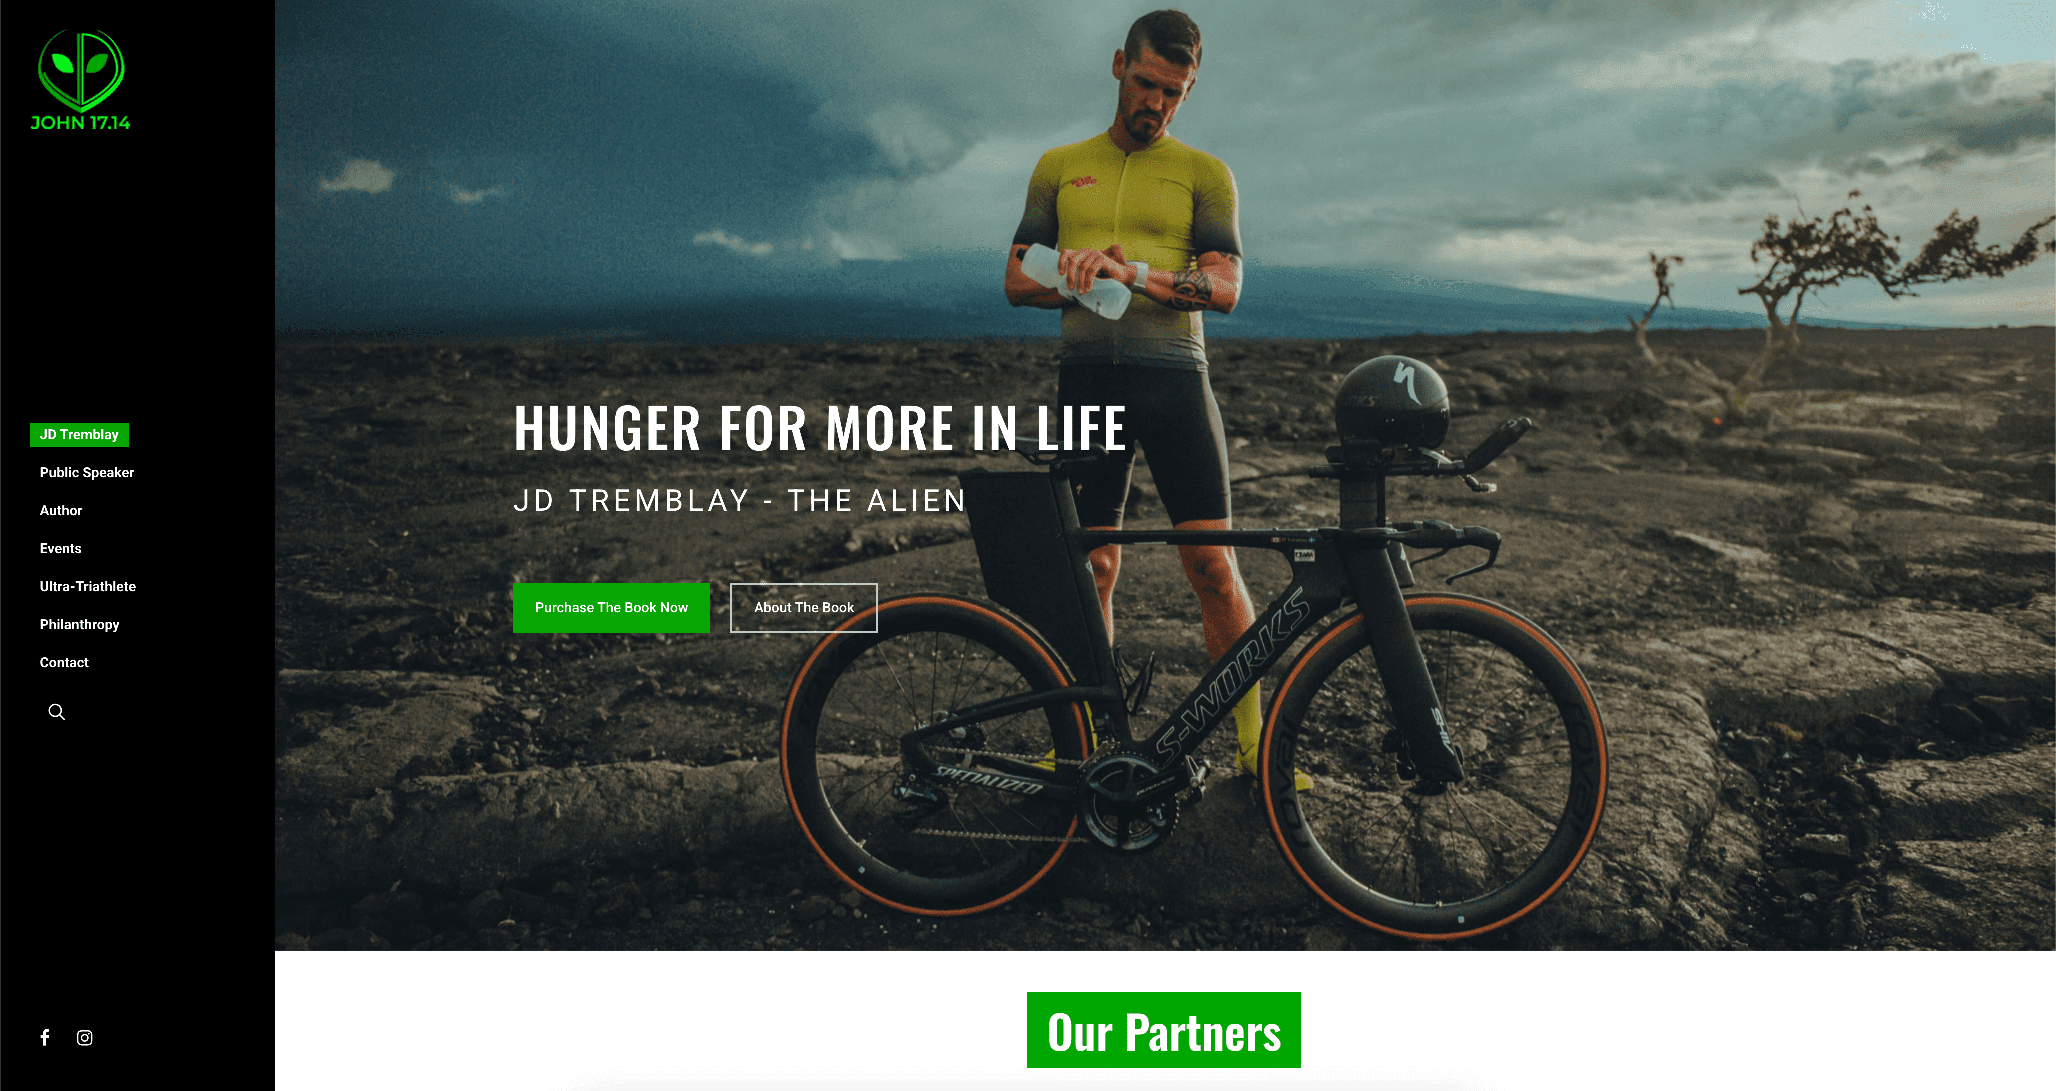 JOHN 17.14
JD Tremblay
Public Speaker
Author
Events
Ultra-Triathlete
Philanthropy
Contact
HUNGER FOR MORE IN LIFE
JD TREMBLAY - THE ALIEN
Purchase The Book Now
About The Book
S-WORKS
SPECIALIZED
SHIV
Our Partners